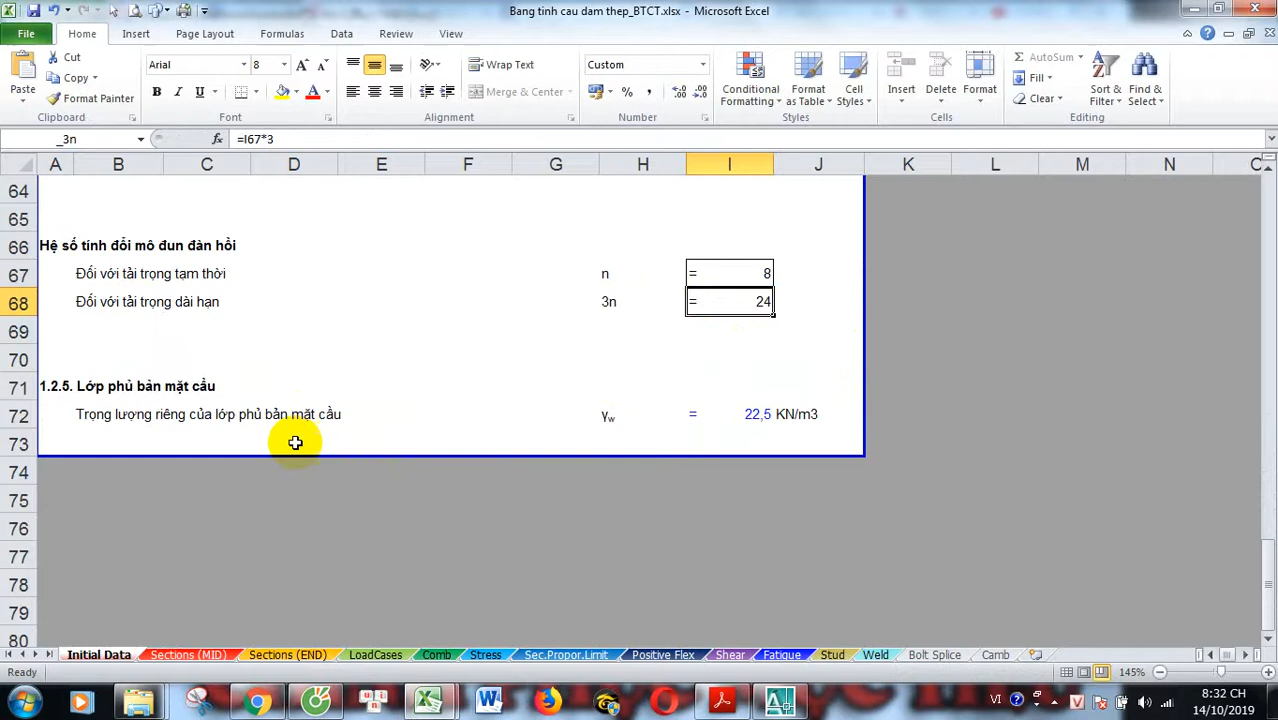 Bang tinh cau dam thep_BTCT.xlsx - Microsoft Excel
File Home Insert Page Layout Formulas Data Review View
Paste Cut Copy Format Painter Clipboard
Arial 8 B I U Font
Wrap Text Merge & Center Alignment
Custom % , Number
Conditional Formatting Format as Table Cell Styles Styles
Insert Delete Format Cells
AutoSum Fill Clear Sort & Filter Find & Select Editing
_3n fx =I67*3
A B C D E F G H I J K L M N
64
65
66 Hệ số tính đổi mô đun đàn hồi
67 Đối với tải trọng tạm thời n = 8
68 Đối với tải trọng dài hạn 3n = 24
69
70
71 1.2.5. Lớp phủ bản mặt cầu
72 Trọng lượng riêng của lớp phủ bản mặt cầu γw = 22,5 KN/m3
73
74
75
76
77
78
79
80
Initial Data Sections (MID) Sections (END) LoadCases Comb Stress Sec.Propor.Limit Positive Flex Shear Fatigue Stud Weld Bolt Splice Camb
Ready 145%
VI 8:32 CH
14/10/2019